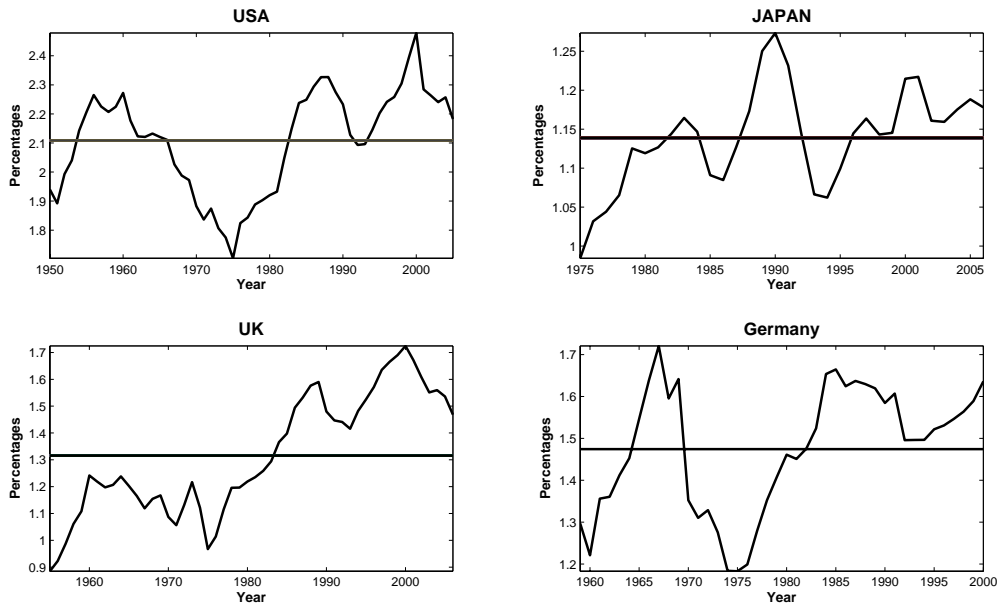 USA
Percentages
2.4
2.3
2.2
2.1
2
1.9
1.8
1950 1960 1970 1980 1990 2000
Year
JAPAN
Percentages
1.25
1.2
1.15
1.1
1.05
1
1975 1980 1985 1990 1995 2000 2005
Year
UK
Percentages
1.7
1.6
1.5
1.4
1.3
1.2
1.1
1
0.9
1960 1970 1980 1990 2000
Year
Germany
Percentages
1.7
1.6
1.5
1.4
1.3
1.2
1960 1965 1970 1975 1980 1985 1990 1995 2000
Year